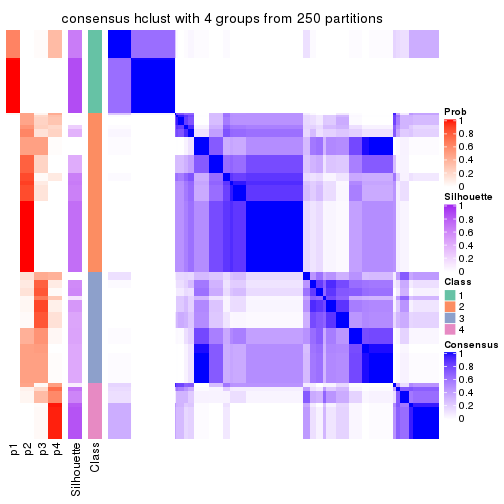 consensus hclust with 4 groups from 250 partitions
Prob
1
0.8
0.6
0.4
0.2
0
Silhouette
1
0.8
0.6
0.4
0.2
0
Class
1
2
3
4
Consensus
1
0.8
0.6
0.4
0.2
0
p1
p2
p3
p4
Silhouette
Class